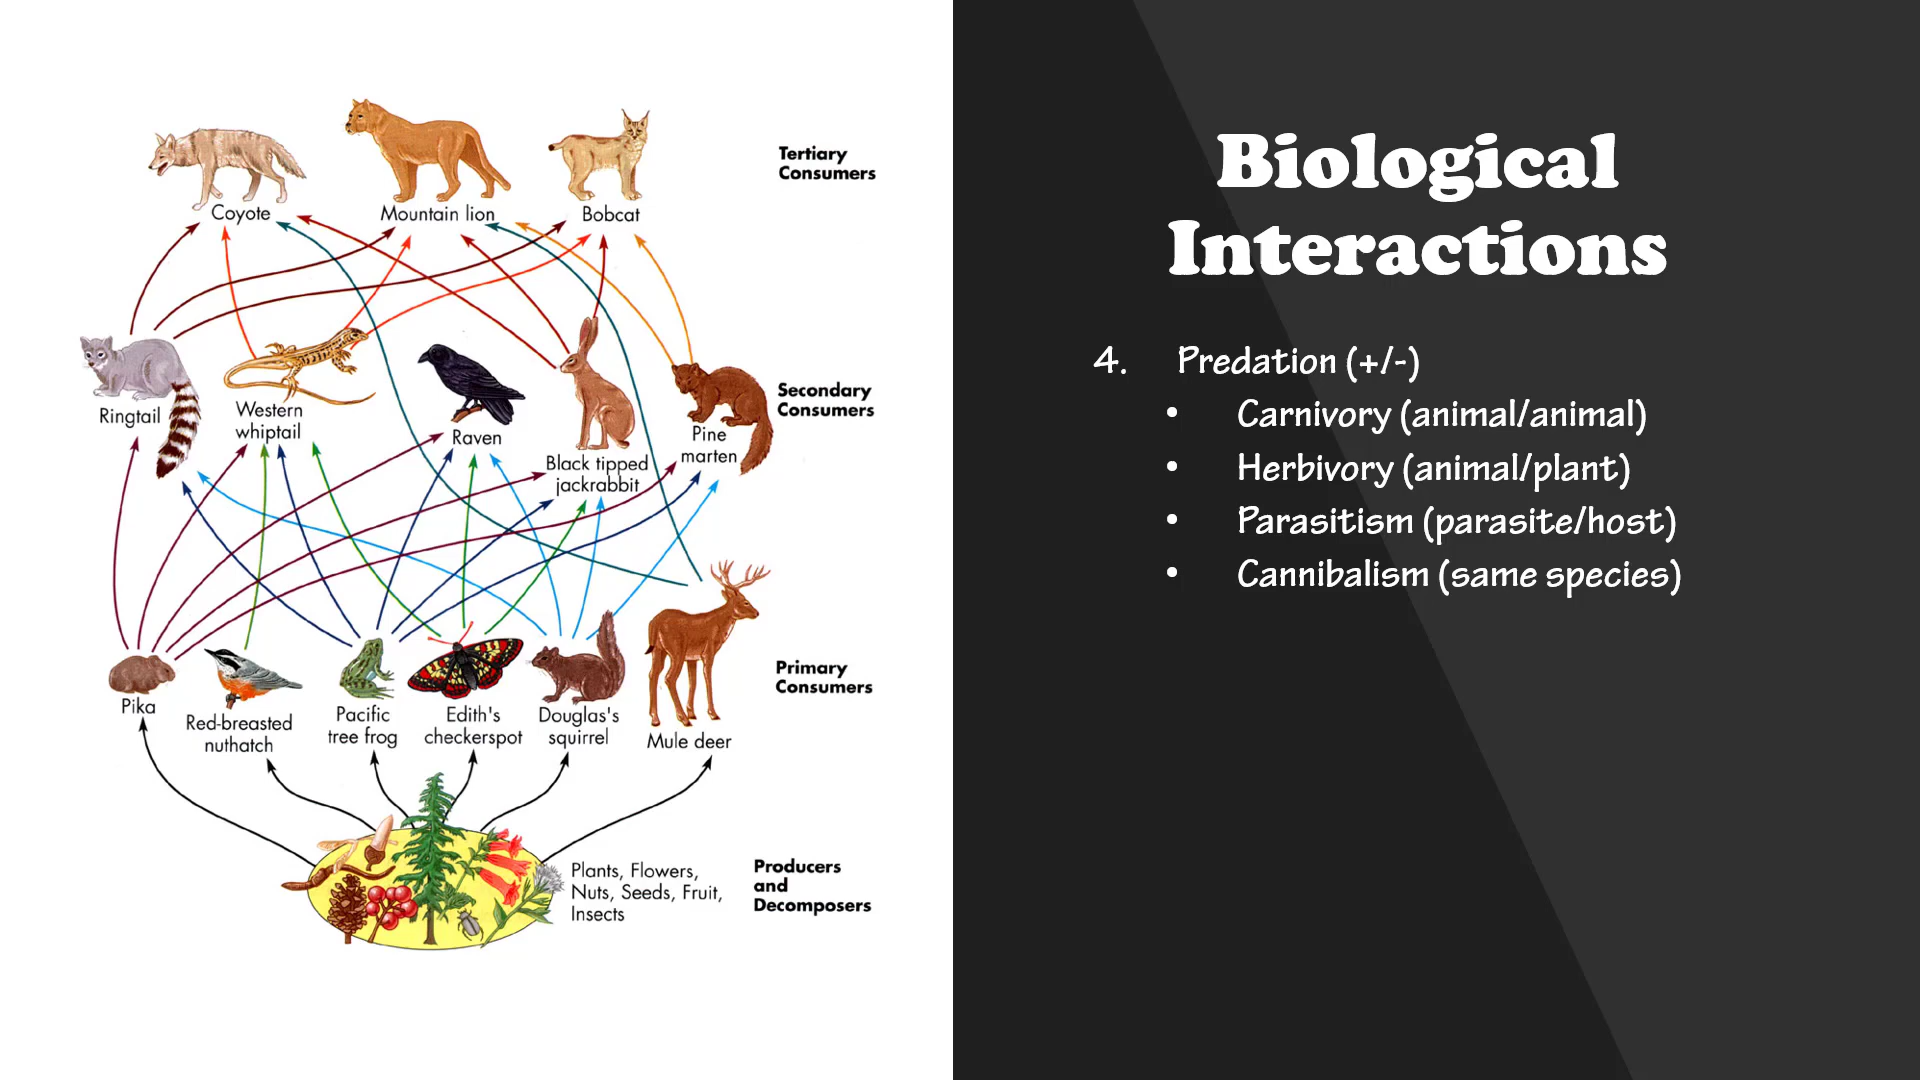 Tertiary
Consumers
Coyote
Mountain lion
Bobcat
Secondary
Consumers
Ringtail
Western
whiptail
Raven
Black tipped
jackrabbit
Pine
marten
Primary
Consumers
Pika
Red-breasted
nuthatch
Pacific
tree frog
Edith's
checkerspot
Douglas's
squirrel
Mule deer
Plants, Flowers,
Nuts, Seeds, Fruit,
Insects
Producers
and
Decomposers
Biological
Interactions
4. Predation (+/-)
• Carnivory (animal/animal)
• Herbivory (animal/plant)
• Parasitism (parasite/host)
• Cannibalism (same species)